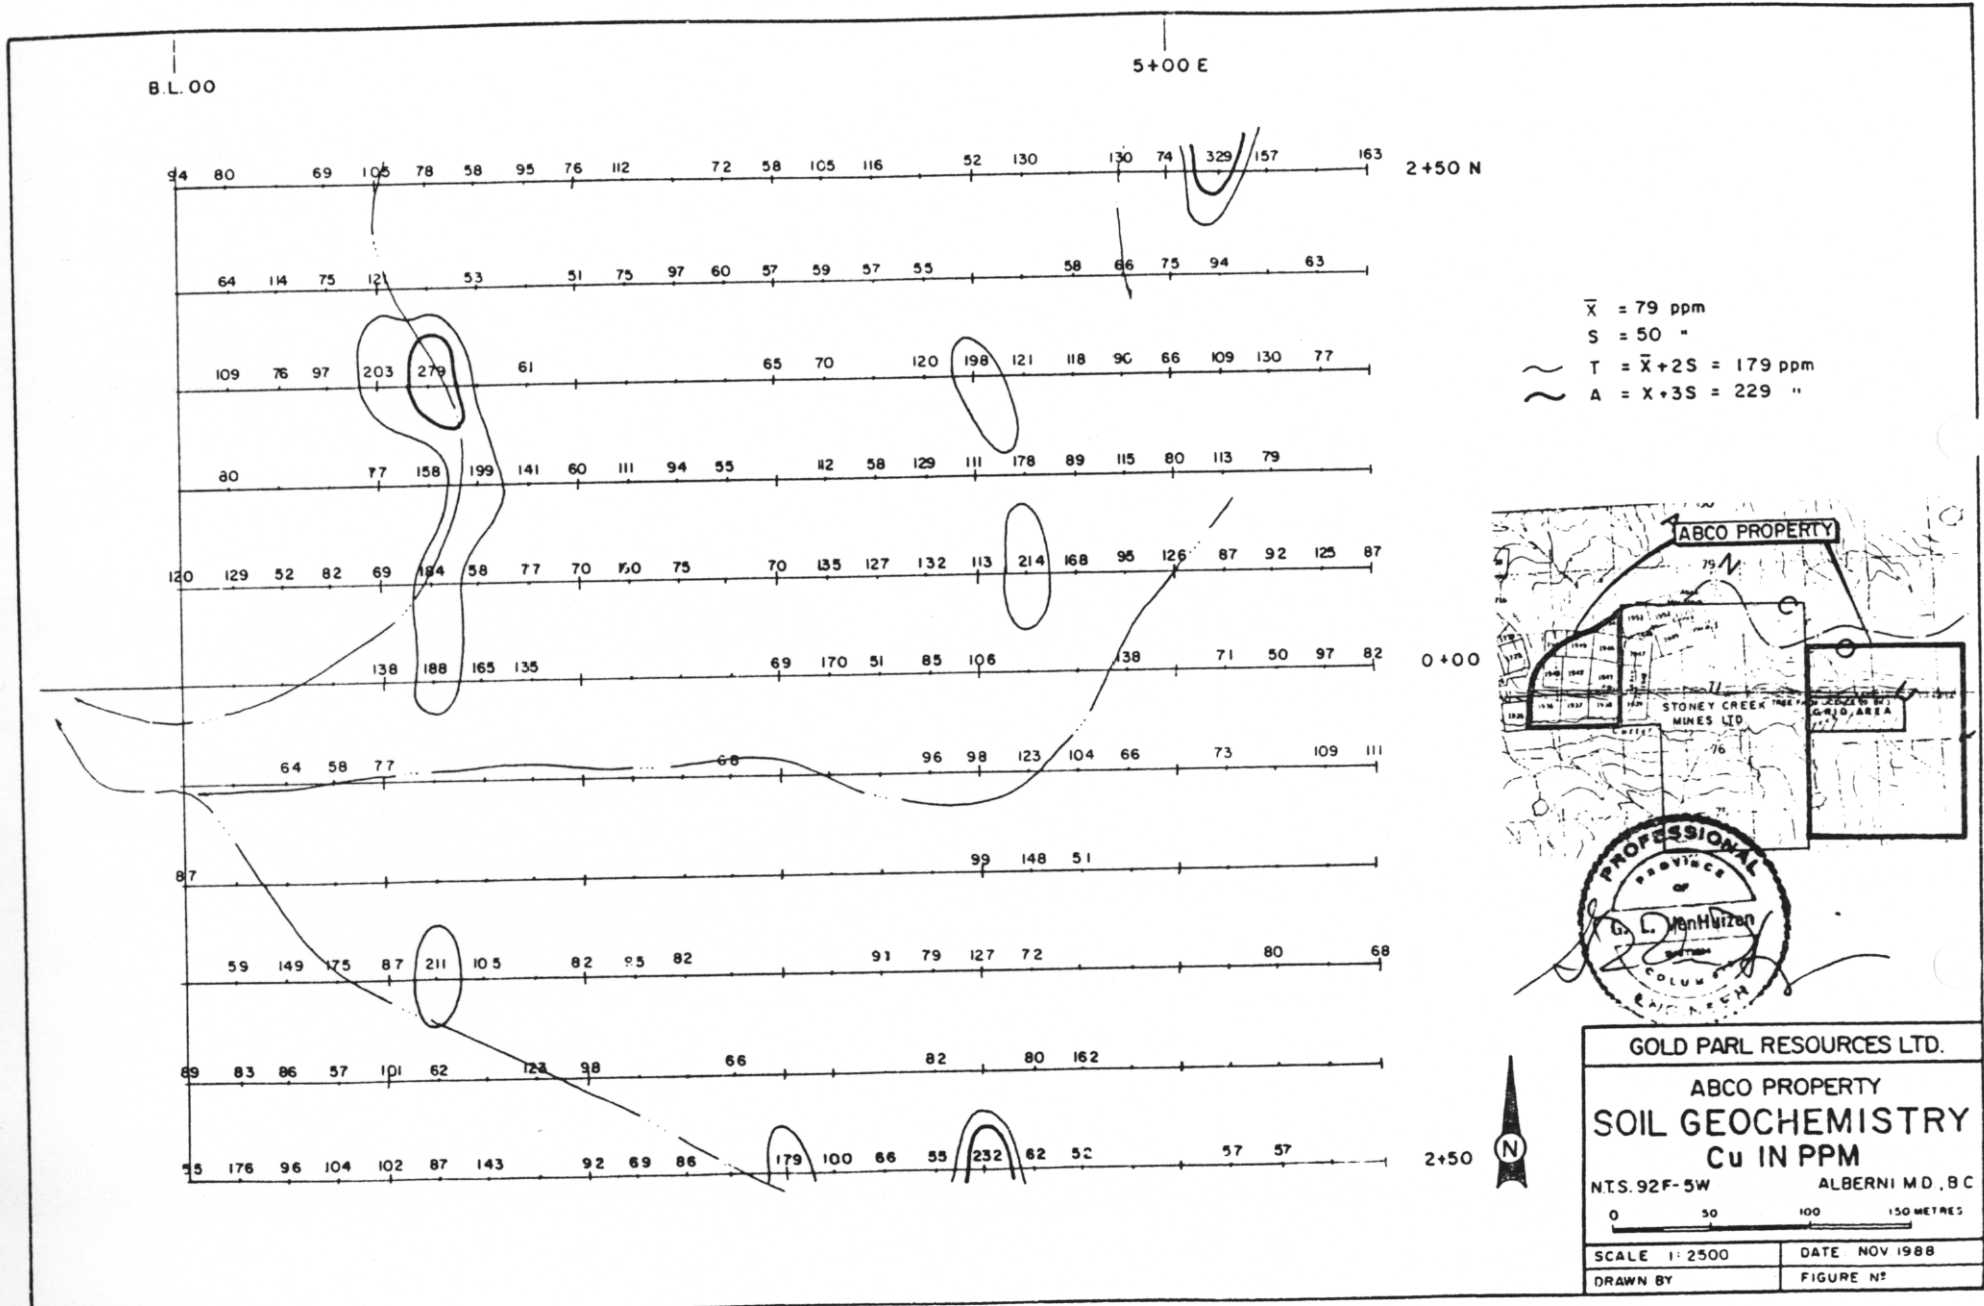 B.L. 00
5+00 E
94 80 69 105 78 58 95 76 112 72 58 105 116 52 130 130 74 329 157 163 2+50 N
64 114 75 121 53 51 75 97 60 57 59 57 55 58 66 75 94 63
109 76 97 203 279 61 65 70 120 198 121 118 90 66 109 130 77
80 77 158 199 141 60 111 94 55 112 58 129 111 178 89 115 80 113 79
120 129 52 82 69 184 58 77 70 75 70 135 127 132 113 214 168 95 126 87 92 125 87
138 188 165 135 69 170 51 85 106 138 71 50 97 82 0+00
64 58 77 68 96 98 123 104 66 73 109 111
87 99 148 51
59 149 175 87 211 105 82 95 82 91 79 127 72 80 68
89 83 86 57 101 62 123 98 66 82 80 162
55 176 96 104 102 87 143 92 69 86 179 100 66 55 232 62 52 57 57 2+50
X̅ = 79 ppm
S = 50 "
T = X̅+2S = 179 ppm
A = X+3S = 229 "
ABCO PROPERTY
79
N
C
O
STONEY CREEK
MINES LTD.
GRID AREA
76
PROFESSIONAL
PROVINCE
OF
G. L. VenHuizen
BRITISH
COLUMBIA
ENGINEER
N
GOLD PARL RESOURCES LTD.
ABCO PROPERTY
SOIL GEOCHEMISTRY
Cu IN PPM
N.T.S. 92F-5W ALBERNI M.D., B C
0 50 100 150 METRES
SCALE 1:2500 DATE: NOV 1988
DRAWN BY FIGURE Nº